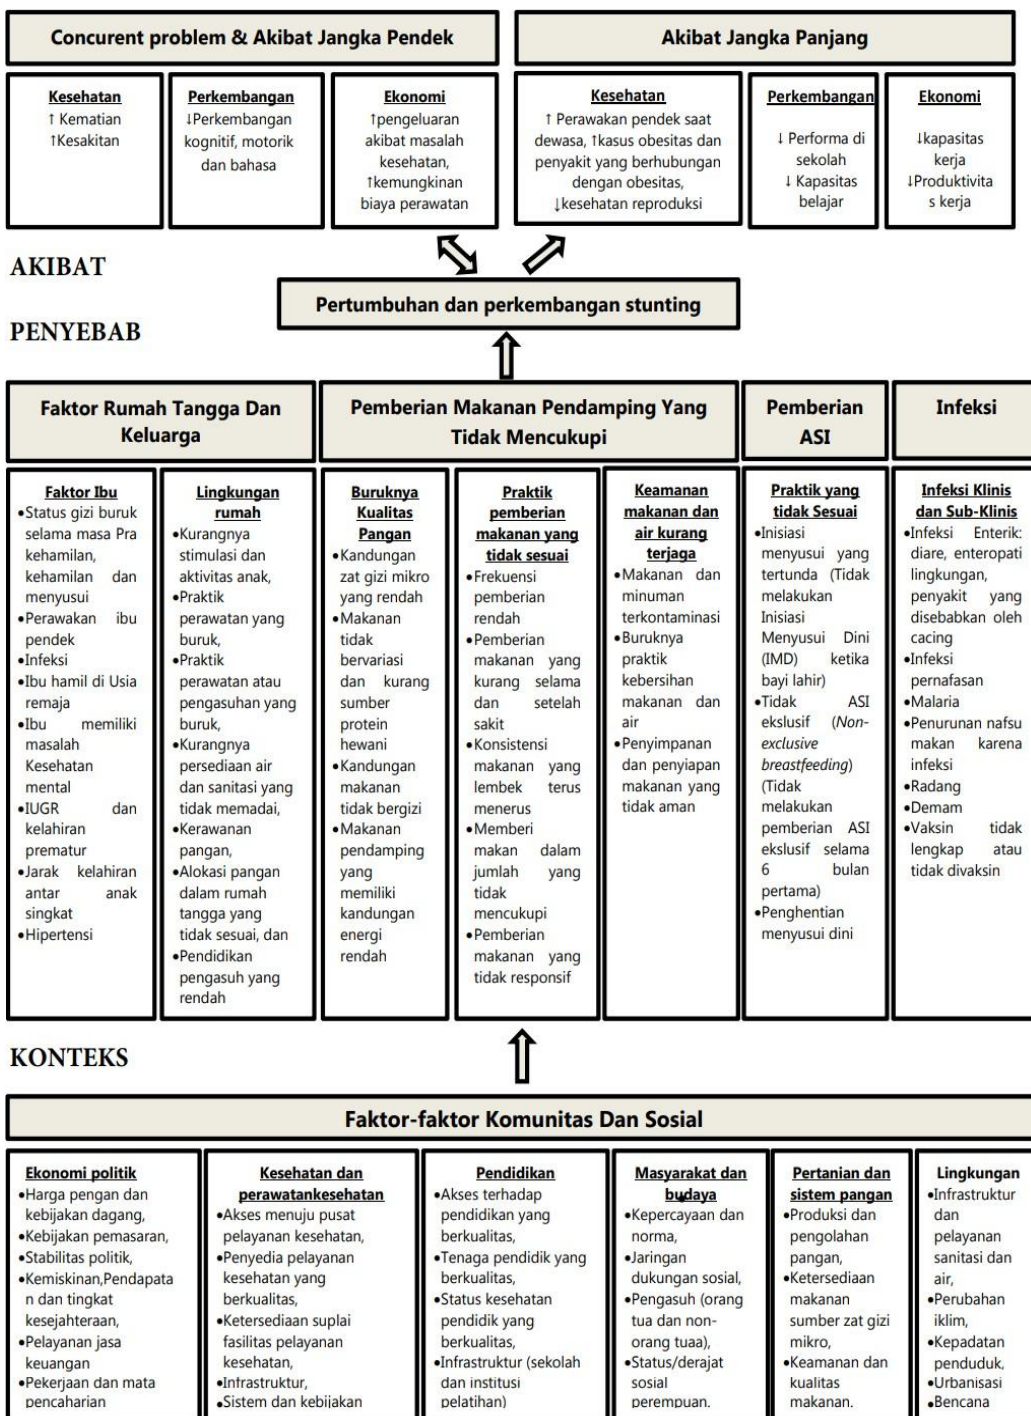 Concurent problem & Akibat Jangka Pendek
Akibat Jangka Panjang
Kesehatan
↑ Kematian
↑Kesakitan
Perkembangan
↓Perkembangan
kognitif, motorik
dan bahasa
Ekonomi
↑pengeluaran
akibat masalah
kesehatan,
↑kemungkinan
biaya perawatan
Kesehatan
↑ Perawakan pendek saat
dewasa, ↑kasus obesitas dan
penyakit yang berhubungan
dengan obesitas,
↓kesehatan reproduksi
Perkembangan
↓ Performa di
sekolah
↓ Kapasitas
belajar
Ekonomi
↓kapasitas
kerja
↓Produktivita
s kerja
AKIBAT
Pertumbuhan dan perkembangan stunting
PENYEBAB
Faktor Rumah Tangga Dan
Keluarga
Pemberian Makanan Pendamping Yang
Tidak Mencukupi
Pemberian
ASI
Infeksi
Faktor Ibu
•Status gizi buruk
selama masa Pra
kehamilan,
kehamilan dan
menyusui
•Perawakan ibu
pendek
•Infeksi
•Ibu hamil di Usia
remaja
•Ibu memiliki
masalah
Kesehatan
mental
•IUGR dan
kelahiran
prematur
•Jarak kelahiran
antar anak
singkat
•Hipertensi
Lingkungan
rumah
•Kurangnya
stimulasi dan
aktivitas anak,
•Praktik
perawatan yang
buruk,
•Praktik
perawatan atau
pengasuhan yang
buruk,
•Kurangnya
persediaan air
dan sanitasi yang
tidak memadai,
•Kerawanan
pangan,
•Alokasi pangan
dalam rumah
tangga yang
tidak sesuai, dan
•Pendidikan
pengasuh yang
rendah
Buruknya
Kualitas
Pangan
•Kandungan
zat gizi mikro
yang rendah
•Makanan
tidak
bervariasi
dan kurang
sumber
protein
hewani
•Kandungan
makanan
tidak bergizi
•Makanan
pendamping
yang
memiliki
kandungan
energi
rendah
Praktik
pemberian
makanan yang
tidak sesuai
•Frekuensi
pemberian
rendah
•Pemberian
makanan yang
kurang selama
dan setelah
sakit
•Konsistensi
makanan yang
lembek terus
menerus
•Memberi
makan dalam
jumlah yang
tidak
mencukupi
•Pemberian
makanan yang
tidak responsif
Keamanan
makanan dan
air kurang
terjaga
•Makanan dan
minuman
terkontaminasi
•Buruknya
praktik
kebersihan
makanan dan
air
•Penyimpanan
dan penyiapan
makanan yang
tidak aman
Praktik yang
tidak Sesuai
•Inisiasi
menyusui yang
tertunda (Tidak
melakukan
Inisiasi
Menyusui Dini
(IMD) ketika
bayi lahir)
•Tidak ASI
ekslusif (Non-
exclusive
breastfeeding)
(Tidak
melakukan
pemberian ASI
ekslusif selama
6 bulan
pertama)
•Penghentian
menyusui dini
Infeksi Klinis
dan Sub-Klinis
•Infeksi Enterik:
diare, enteropati
lingkungan,
penyakit yang
disebabkan oleh
cacing
•Infeksi
pernafasan
•Malaria
•Penurunan nafsu
makan karena
infeksi
•Radang
•Demam
•Vaksin tidak
lengkap atau
tidak divaksin
KONTEKS
Faktor-faktor Komunitas Dan Sosial
Ekonomi politik
•Harga pengan dan
kebijakan dagang,
•Kebijakan pemasaran,
•Stabilitas politik,
•Kemiskinan,Pendapata
n dan tingkat
kesejahteraan,
•Pelayanan jasa
keuangan
•Pekerjaan dan mata
pencaharian
Kesehatan dan
perawatankesehatan
•Akses menuju pusat
pelayanan kesehatan,
•Penyedia pelayanan
kesehatan yang
berkualitas,
•Ketersediaan suplai
fasilitas pelayanan
kesehatan,
•Infrastruktur,
•Sistem dan kebijakan
Pendidikan
•Akses terhadap
pendidikan yang
berkualitas,
•Tenaga pendidik yang
berkualitas,
•Status kesehatan
pendidik yang
berkualitas,
•Infrastruktur (sekolah
dan institusi
pelatihan)
Masyarakat dan
budaya
•Kepercayaan dan
norma,
•Jaringan
dukungan sosial,
•Pengasuh (orang
tua dan non-
orang tuaa),
•Status/derajat
sosial
perempuan.
Pertanian dan
sistem pangan
•Produksi dan
pengolahan
pangan,
•Ketersediaan
makanan
sumber zat gizi
mikro,
•Keamanan dan
kualitas
makanan.
Lingkungan
•Infrastruktur
dan
pelayanan
sanitasi dan
air,
•Perubahan
iklim,
•Kepadatan
penduduk,
•Urbanisasi
•Bencana